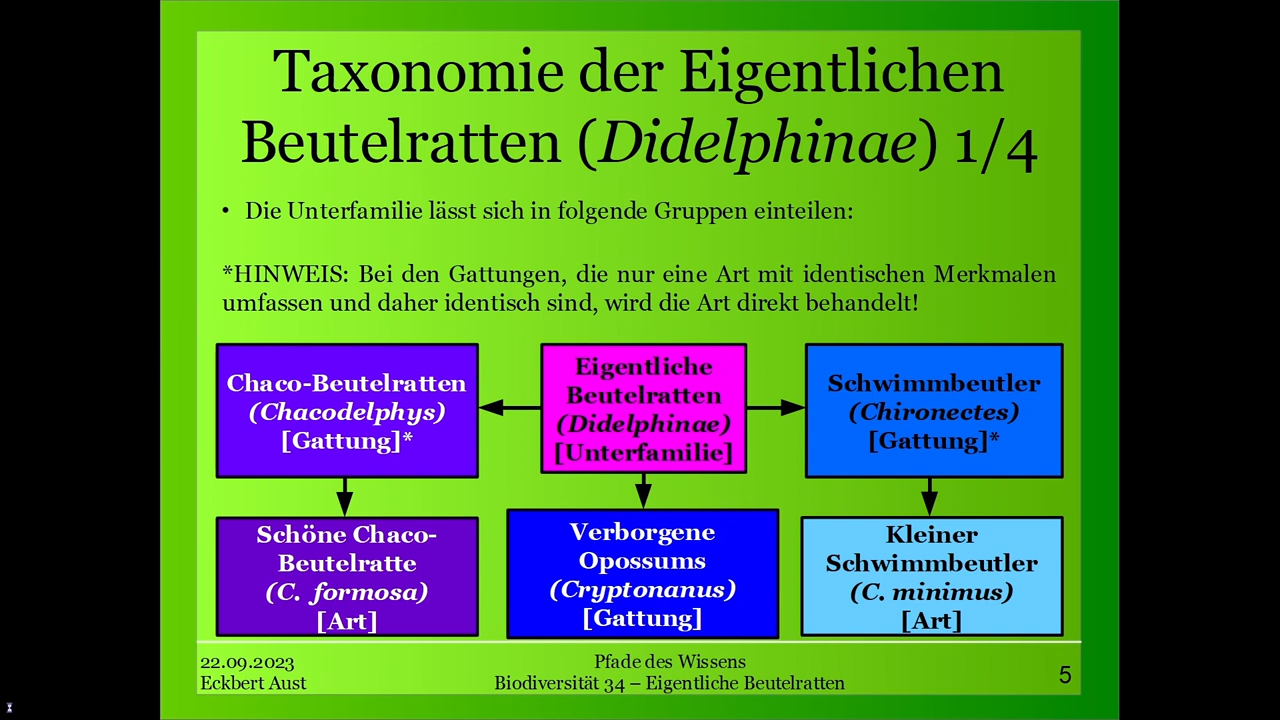 Taxonomie der Eigentlichen
Beutelratten (Didelphinae) 1/4
• Die Unterfamilie lässt sich in folgende Gruppen einteilen:
*HINWEIS: Bei den Gattungen, die nur eine Art mit identischen Merkmalen
umfassen und daher identisch sind, wird die Art direkt behandelt!
Chaco-Beutelratten
(Chacodelphys)
[Gattung]*
Eigentliche
Beutelratten
(Didelphinae)
[Unterfamilie]
Schwimmbeutler
(Chironectes)
[Gattung]*
Schöne Chaco-
Beutelratte
(C. formosa)
[Art]
Verborgene
Opossums
(Cryptonanus)
[Gattung]
Kleiner
Schwimmbeutler
(C. minimus)
[Art]
22.09.2023
Eckbert Aust
Pfade des Wissens
Biodiversität 34 – Eigentliche Beutelratten
5